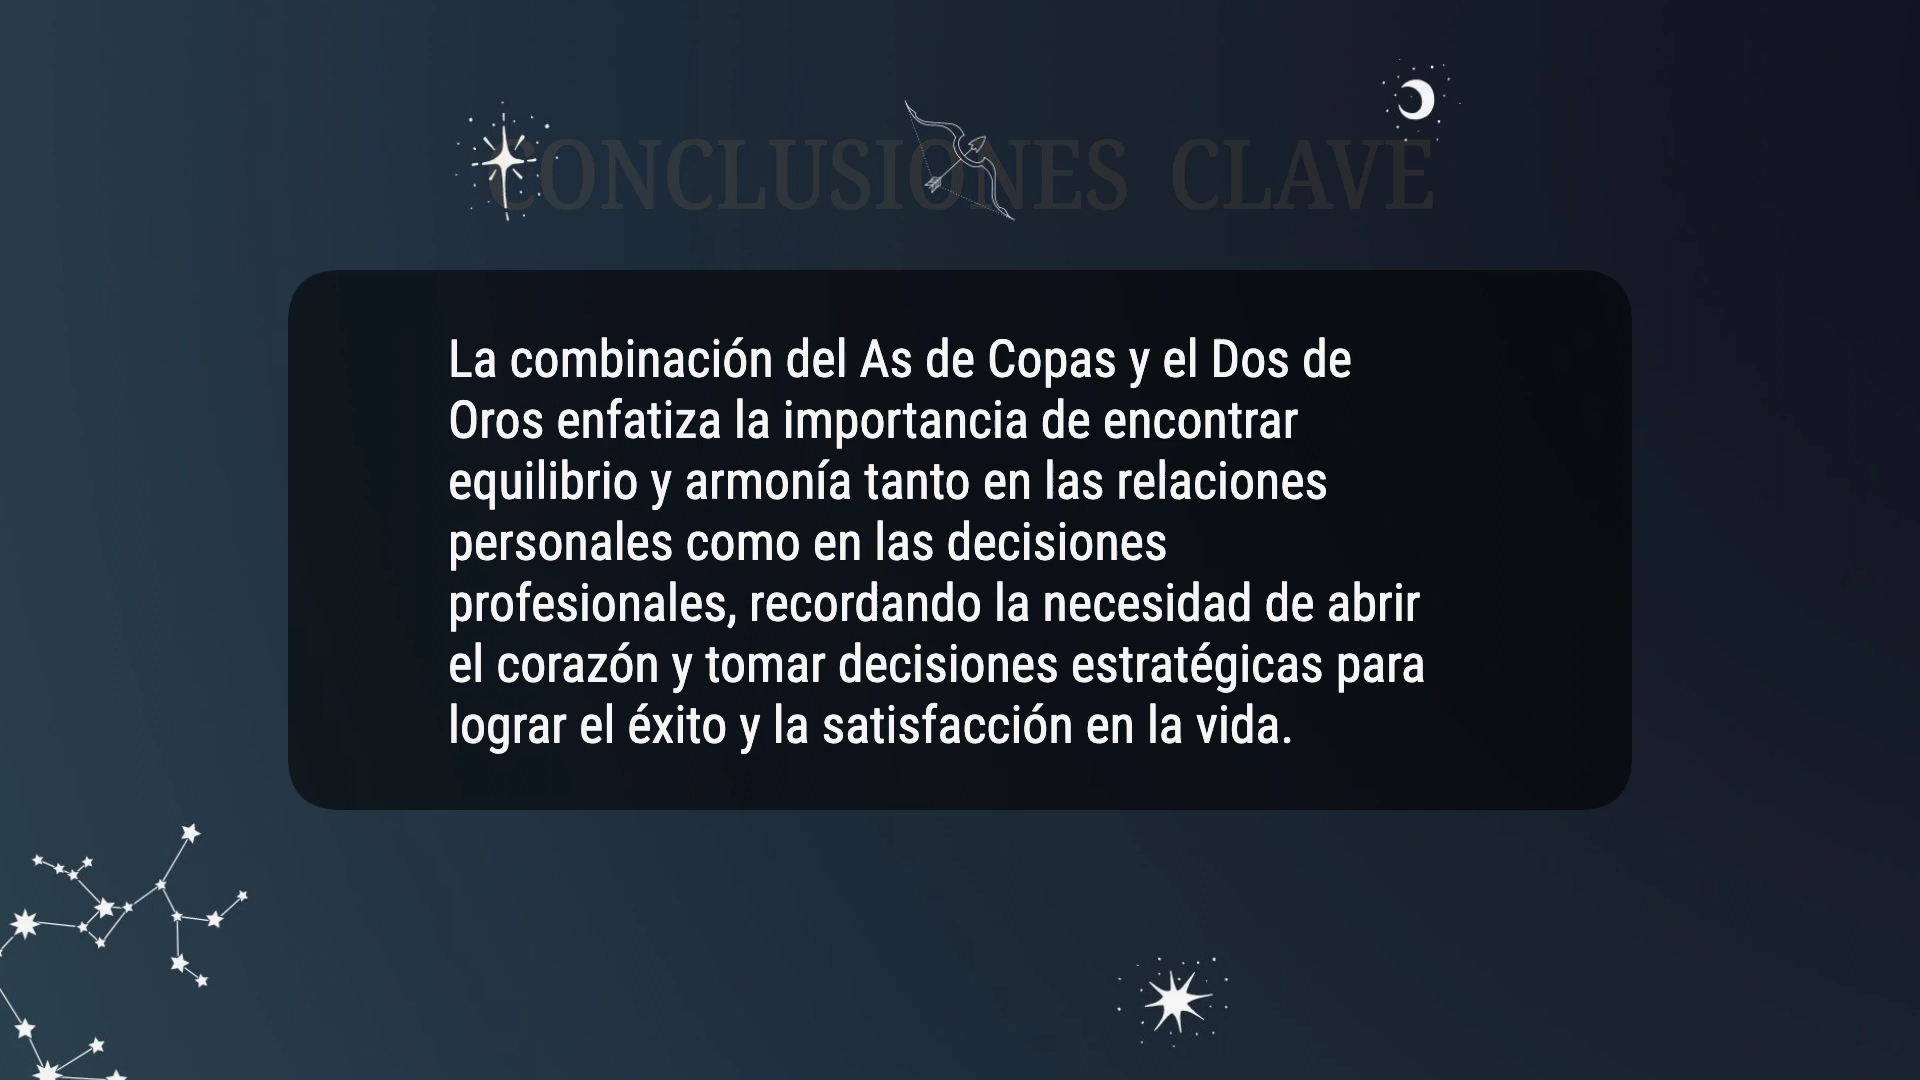 CONCLUSIONES CLAVE
La combinación del As de Copas y el Dos de
Oros enfatiza la importancia de encontrar
equilibrio y armonía tanto en las relaciones
personales como en las decisiones
profesionales, recordando la necesidad de abrir
el corazón y tomar decisiones estratégicas para
lograr el éxito y la satisfacción en la vida.